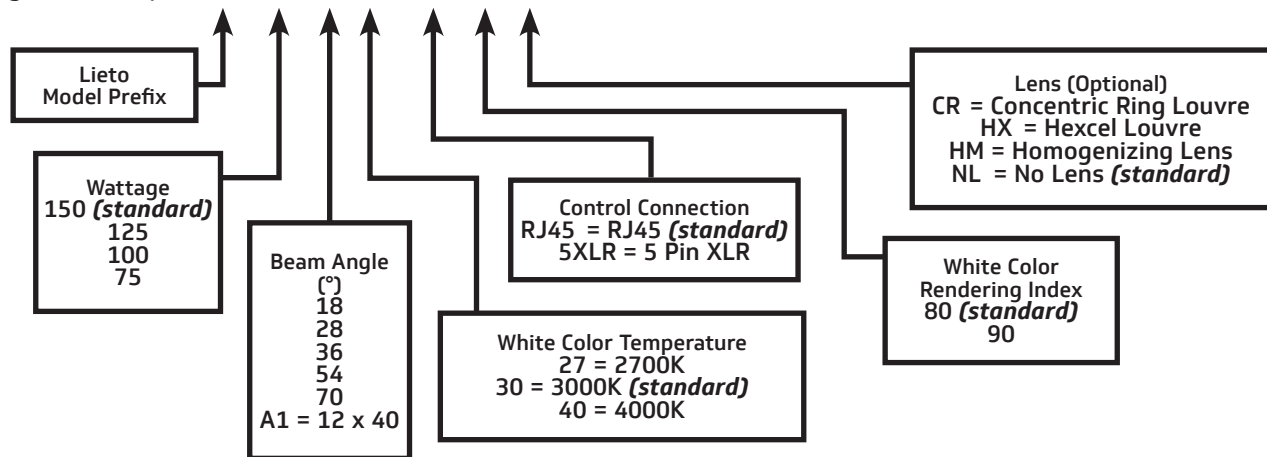 Lieto
Model Prefix
Wattage
150 (standard)
125
100
75
Beam Angle
(°)
18
28
36
54
70
A1 = 12 x 40
White Color Temperature
27 = 2700K
30 = 3000K (standard)
40 = 4000K
Control Connection
RJ45 = RJ45 (standard)
5XLR = 5 Pin XLR
White Color
Rendering Index
80 (standard)
90
Lens (Optional)
CR = Concentric Ring Louvre
HX = Hexcel Louvre
HM = Homogenizing Lens
NL = No Lens (standard)